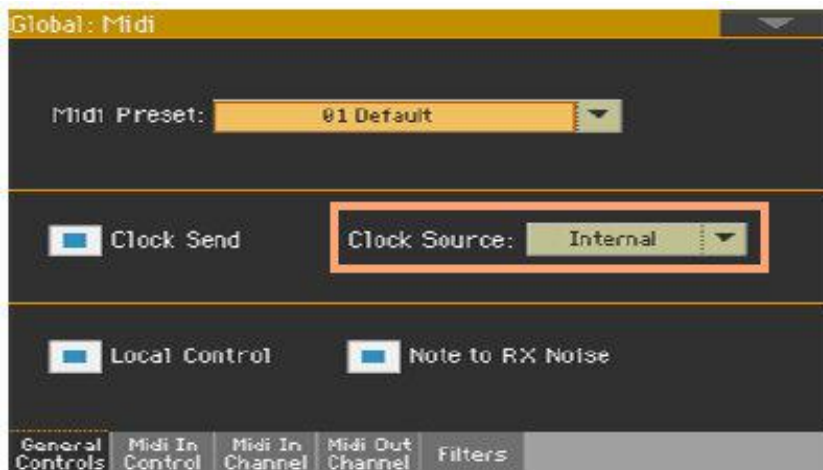 Global: Midi
Midi Preset: 01 Default
Clock Send Clock Source: Internal
Local Control Note to RX Noise
General Controls Midi In Control Midi In Channel Midi Out Channel Filters